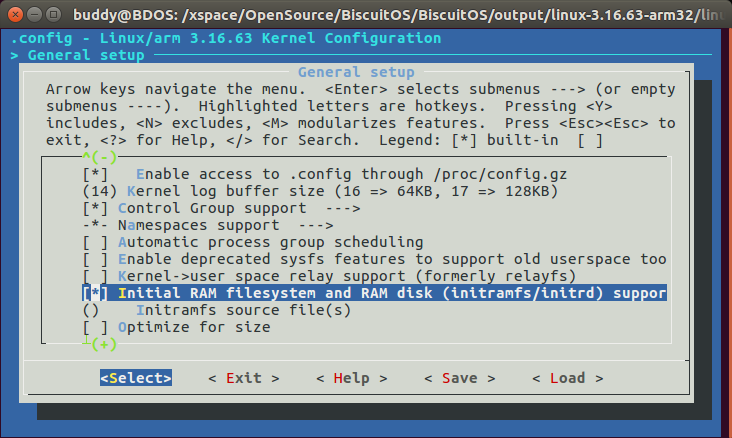 buddy@BDOS: /xspace/OpenSource/BiscuitOS/BiscuitOS/output/linux-3.16.63-arm32/linu
.config - Linux/arm 3.16.63 Kernel Configuration
> General setup
General setup
Arrow keys navigate the menu.  <Enter> selects submenus ---> (or empty
submenus ----).  Highlighted letters are hotkeys.  Pressing <Y>
includes, <N> excludes, <M> modularizes features.  Press <Esc><Esc> to
exit, <?> for Help, </> for Search.  Legend: [*] built-in  [ ]
^(-)
[*]   Enable access to .config through /proc/config.gz
(14) Kernel log buffer size (16 => 64KB, 17 => 128KB)
[*] Control Group support  --->
-*- Namespaces support  --->
[ ] Automatic process group scheduling
[ ] Enable deprecated sysfs features to support old userspace too
[ ] Kernel->user space relay support (formerly relayfs)
[*] Initial RAM filesystem and RAM disk (initramfs/initrd) suppor
()    Initramfs source file(s)
[ ] Optimize for size
(+)
<Select>    < Exit >    < Help >    < Save >    < Load >